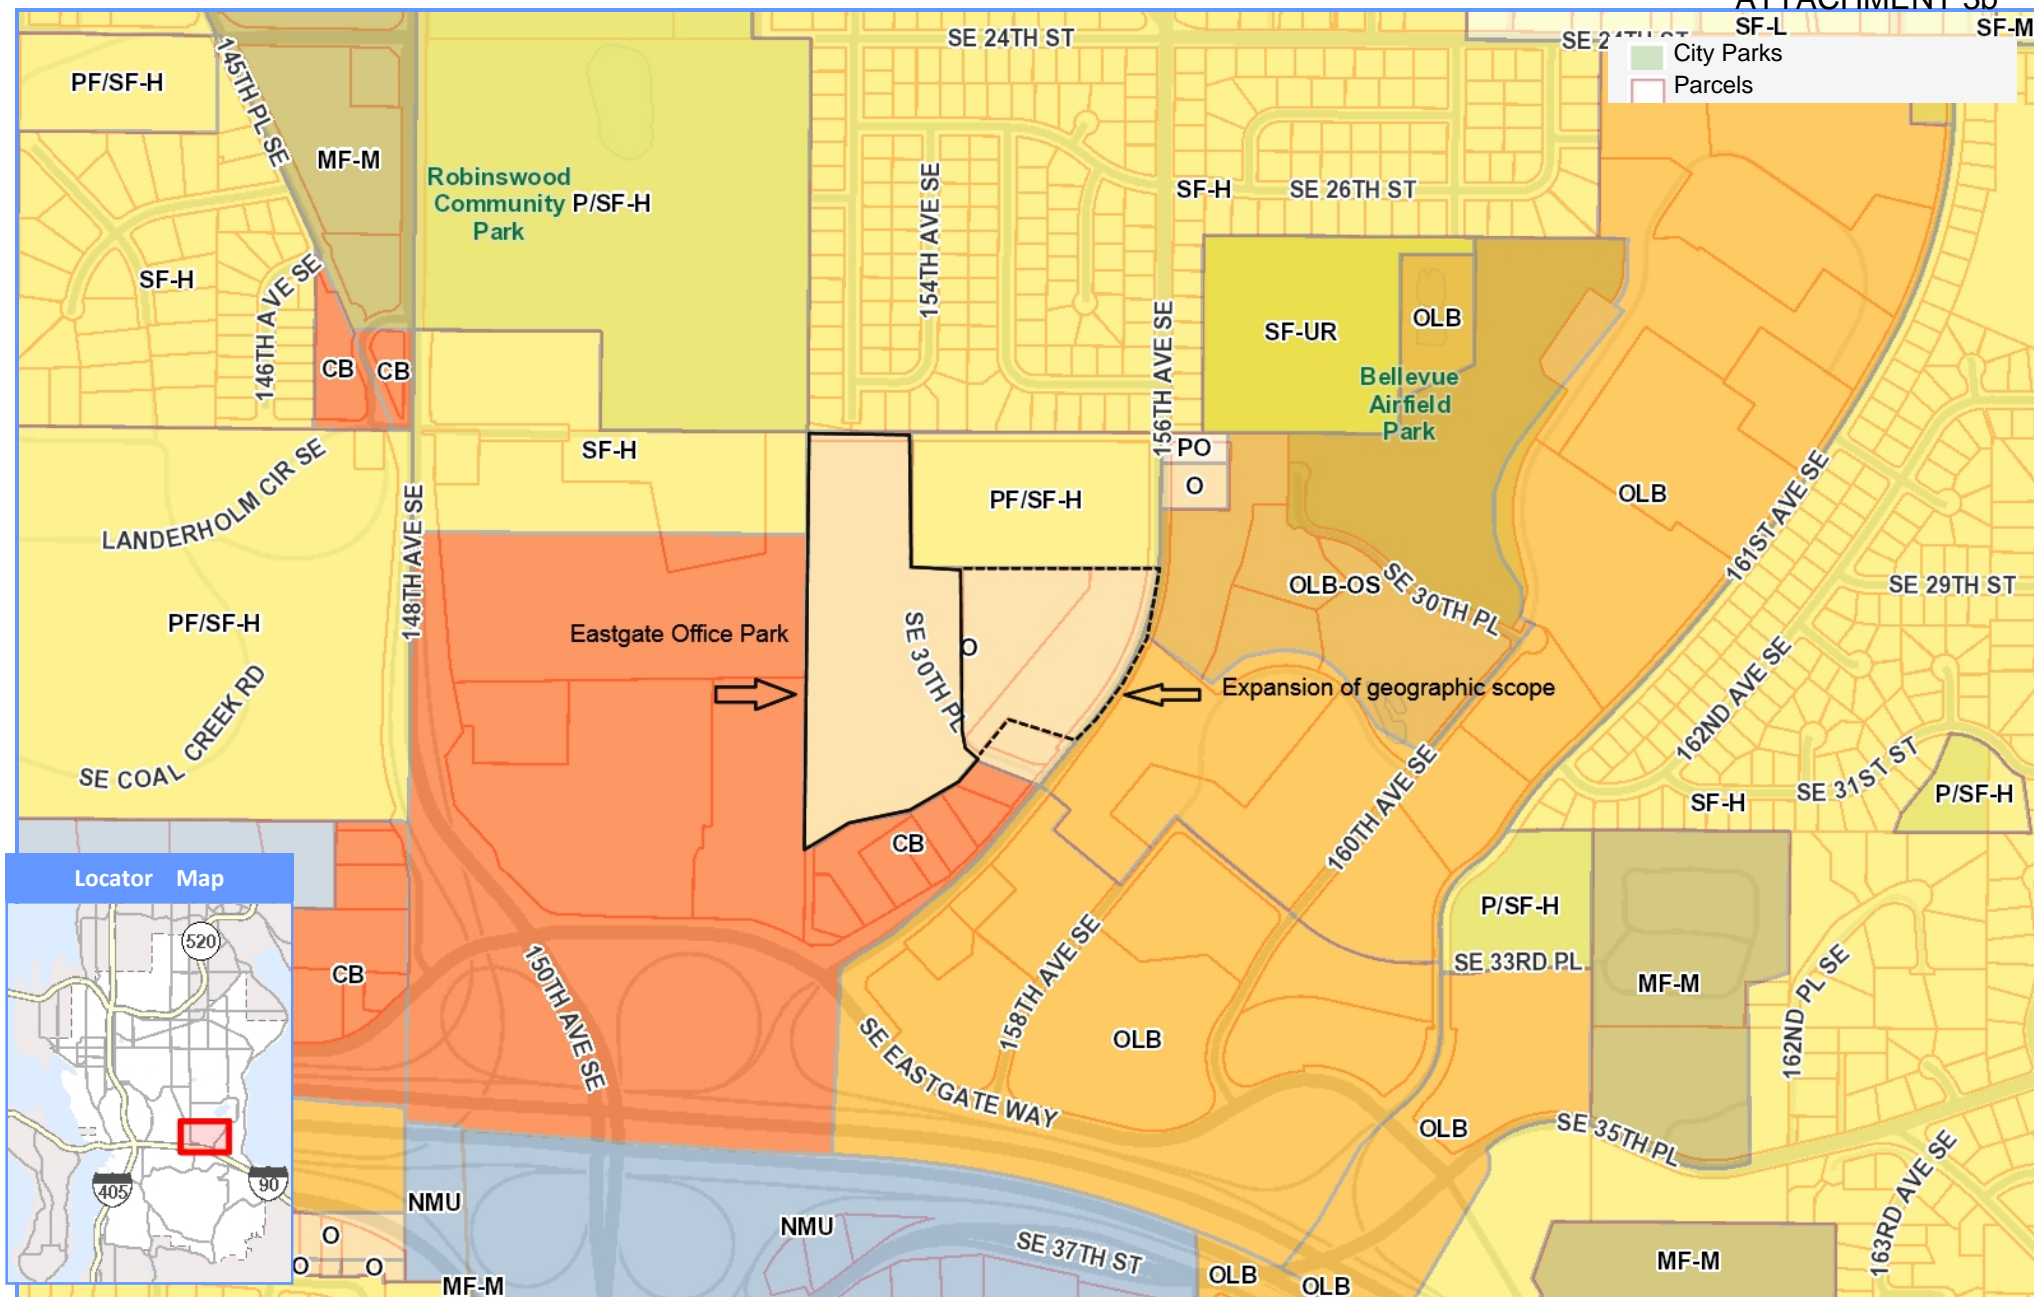 ATTACHMENT 3b
SE 24TH ST
SE 24TH ST
SF-L
SF-M
City Parks
Parcels
PF/SF-H
145TH PL SE
MF-M
Robinswood
Community
Park
P/SF-H
154TH AVE SE
SF-H
SE 26TH ST
SF-H
146TH AVE SE
CB
CB
156TH AVE SE
SF-UR
OLB
Bellevue
Airfield
Park
LANDERHOLM CIR SE
SF-H
PO
O
PF/SF-H
OLB
161ST AVE SE
148TH AVE SE
PF/SF-H
Eastgate Office Park
SE 30TH PL
O
OLB-OS
SE 30TH PL
SE 29TH ST
Expansion of geographic scope
162ND AVE SE
SE COAL CREEK RD
SE 31ST ST
SF-H
P/SF-H
160TH AVE SE
CB
Locator Map
520
405
90
CB
150TH AVE SE
158TH AVE SE
P/SF-H
SE 33RD PL
MF-M
162ND PL SE
SE EASTGATE WAY
OLB
OLB
SE 35TH PL
163RD AVE SE
NMU
NMU
O
O
O
SE 37TH ST
MF-M
OLB
OLB
MF-M